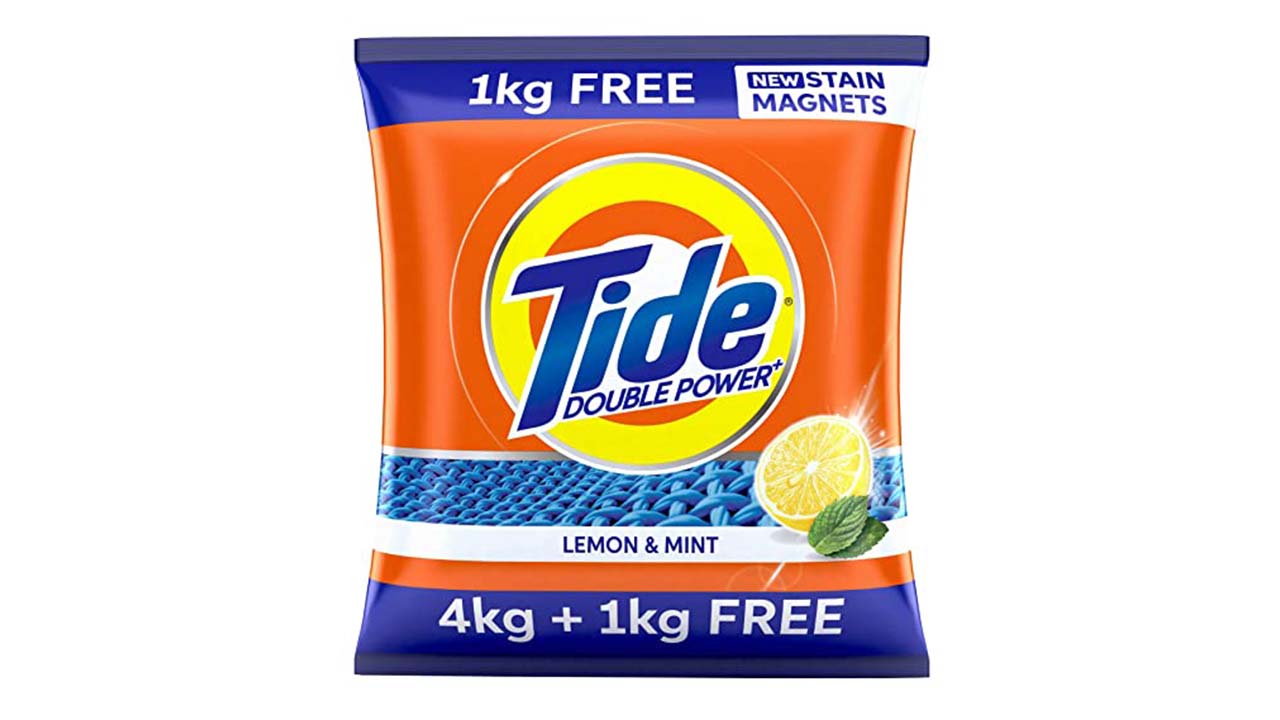 1kg FREE
NEW STAIN
MAGNETS
Tide®
DOUBLE POWER+
LEMON & MINT
4kg + 1kg FREE